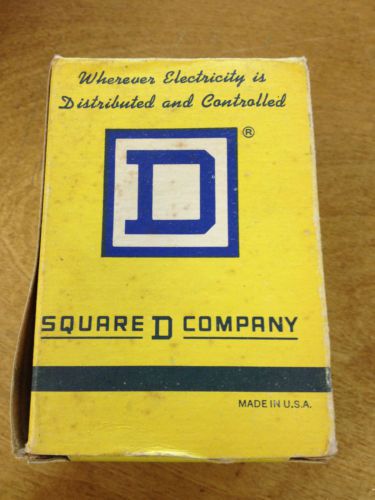 Wherever Electricity is
Distributed and Controlled
D ®
SQUARE D COMPANY
MADE IN U.S.A.